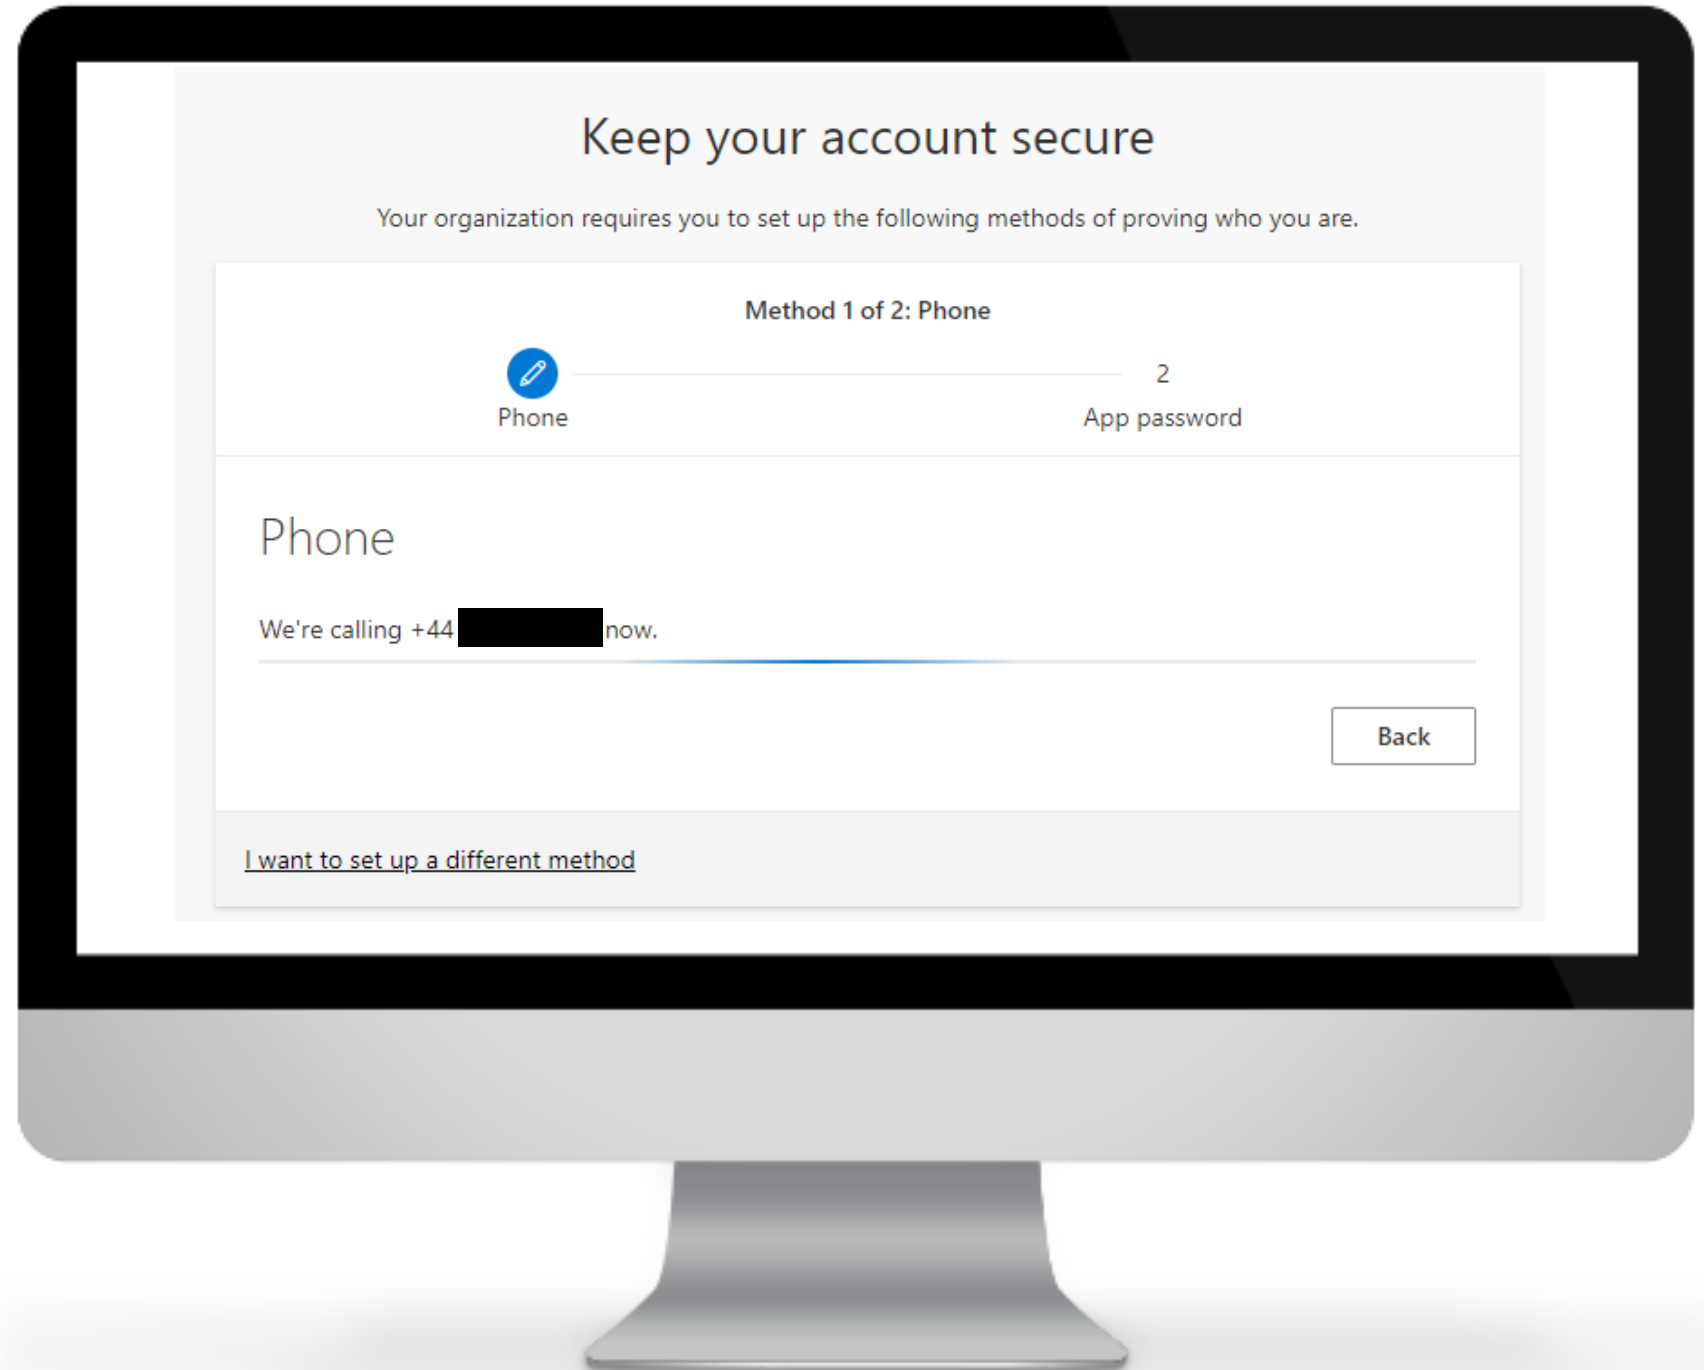 Keep your account secure
Your organization requires you to set up the following methods of proving who you are.
Method 1 of 2: Phone
2
Phone
App password
Phone
We're calling +44 now.
Back
I want to set up a different method